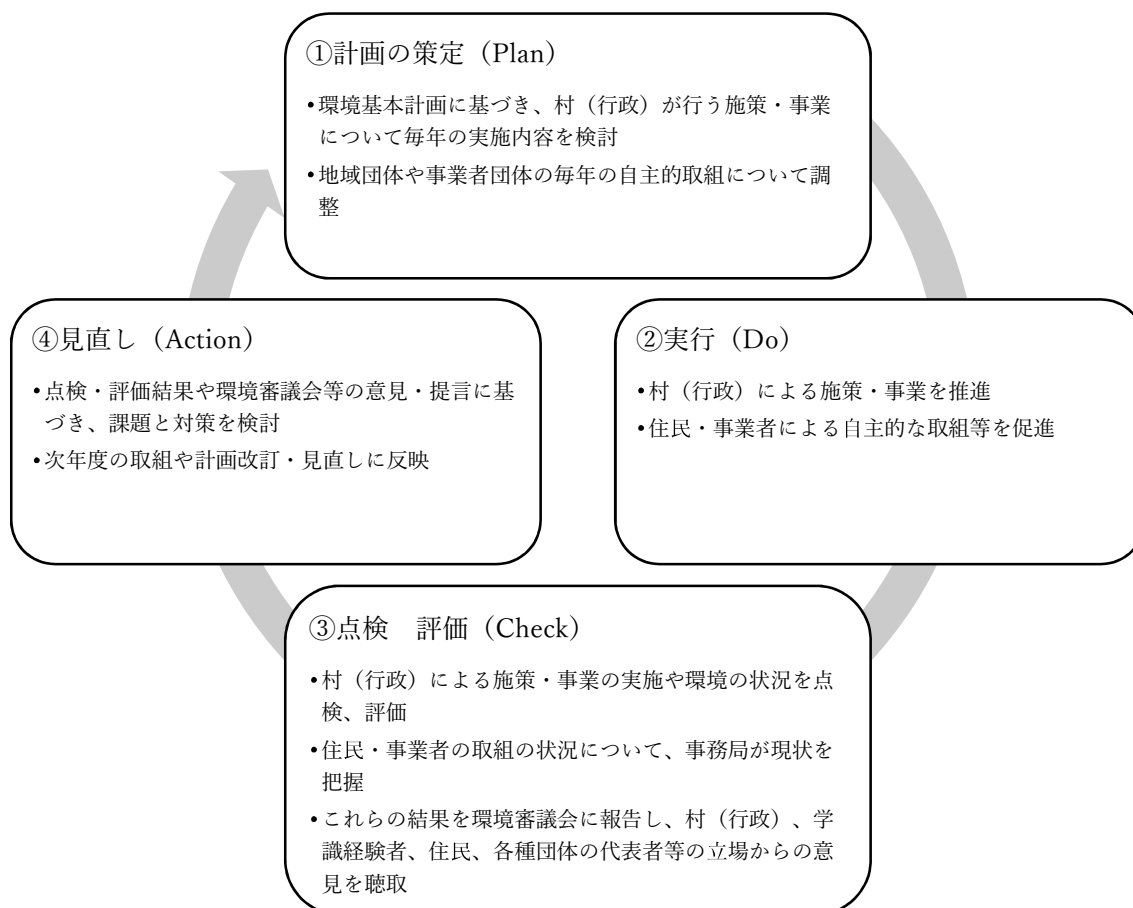 ①計画の策定（Plan）
•環境基本計画に基づき、村（行政）が行う施策・事業
について毎年の実施内容を検討
•地域団体や事業者団体の毎年の自主的取組について調
整
②実行（Do）
•村（行政）による施策・事業を推進
•住民・事業者による自主的な取組等を促進
③点検　評価（Check）
•村（行政）による施策・事業の実施や環境の状況を点
検、評価
•住民・事業者の取組の状況について、事務局が現状を
把握
•これらの結果を環境審議会に報告し、村（行政）、学
識経験者、住民、各種団体の代表者等の立場からの意
見を聴取
④見直し（Action）
•点検・評価結果や環境審議会等の意見・提言に基
づき、課題と対策を検討
•次年度の取組や計画改訂・見直しに反映